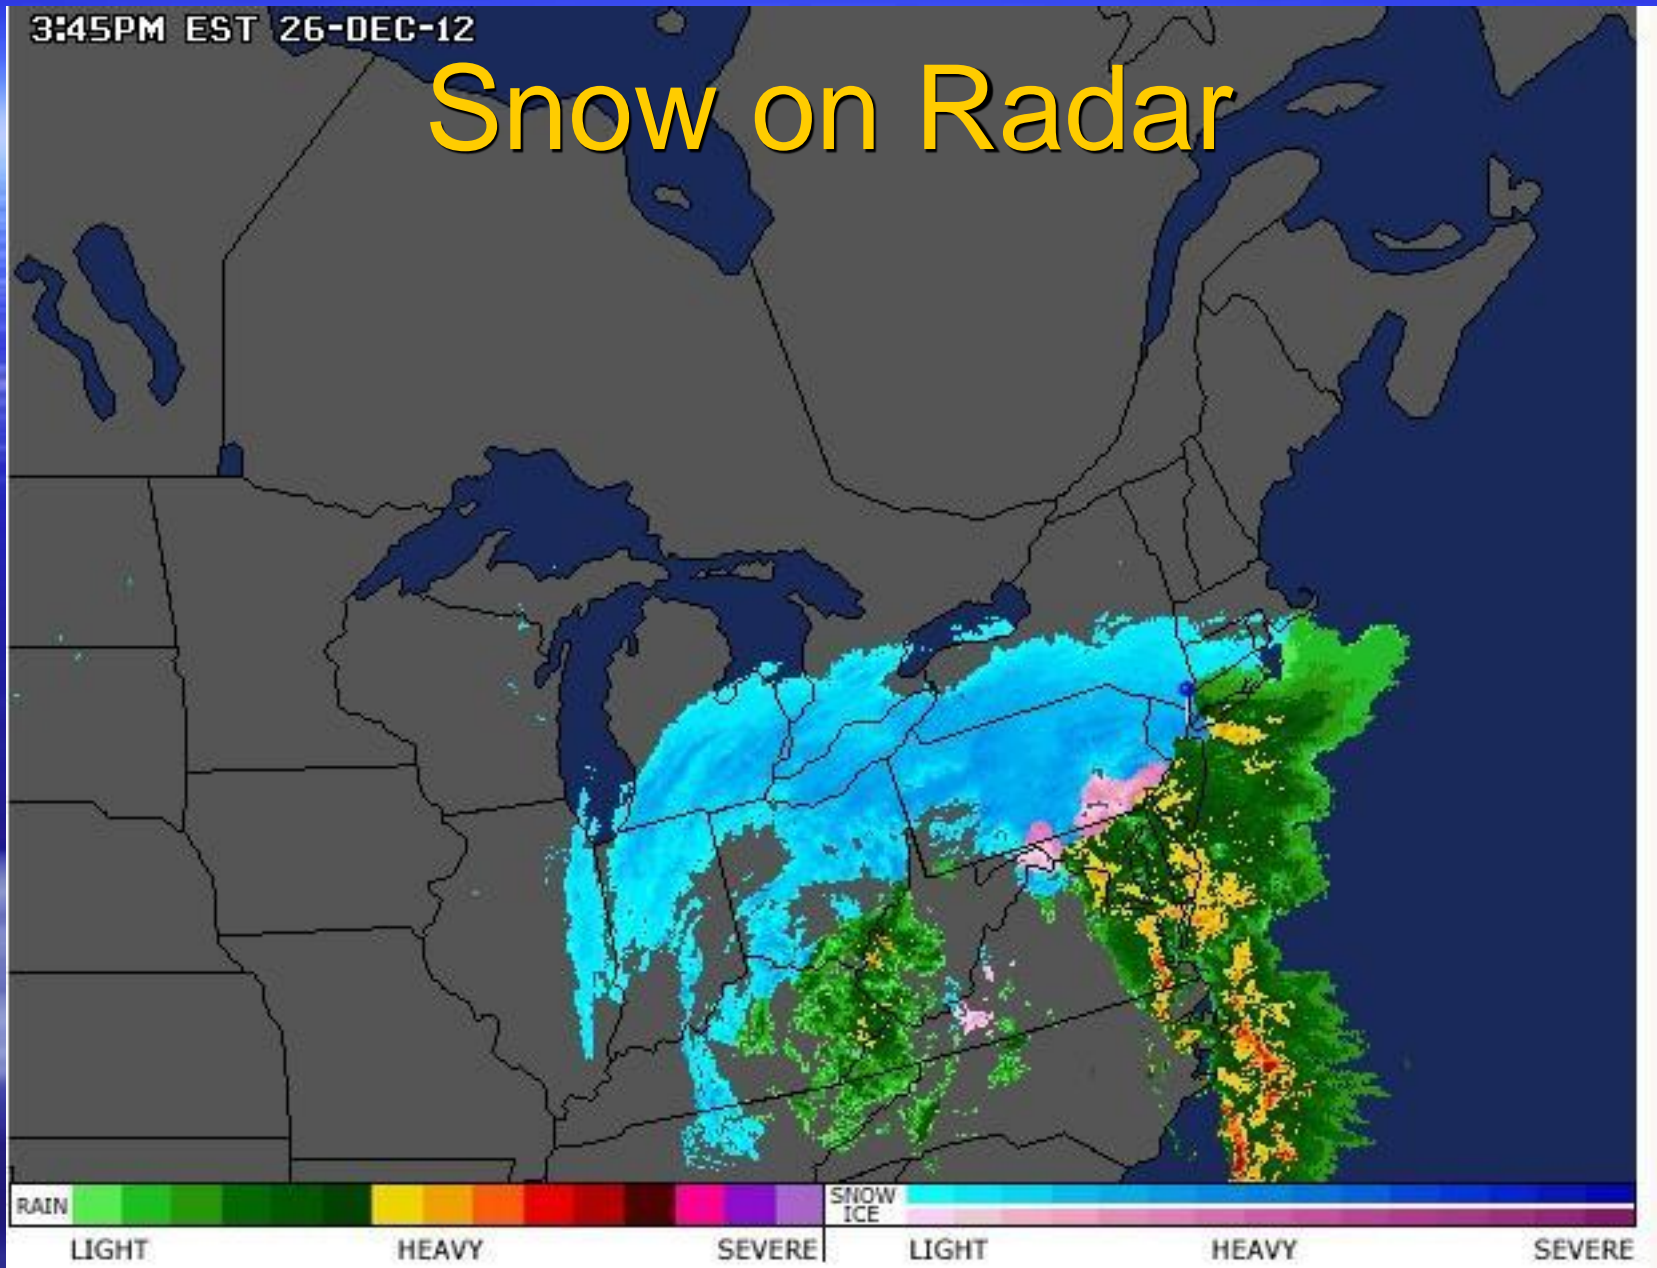 3:45PM EST 26-DEC-12
Snow on Radar
RAIN
SNOW
ICE
LIGHT HEAVY SEVERE
LIGHT HEAVY SEVERE